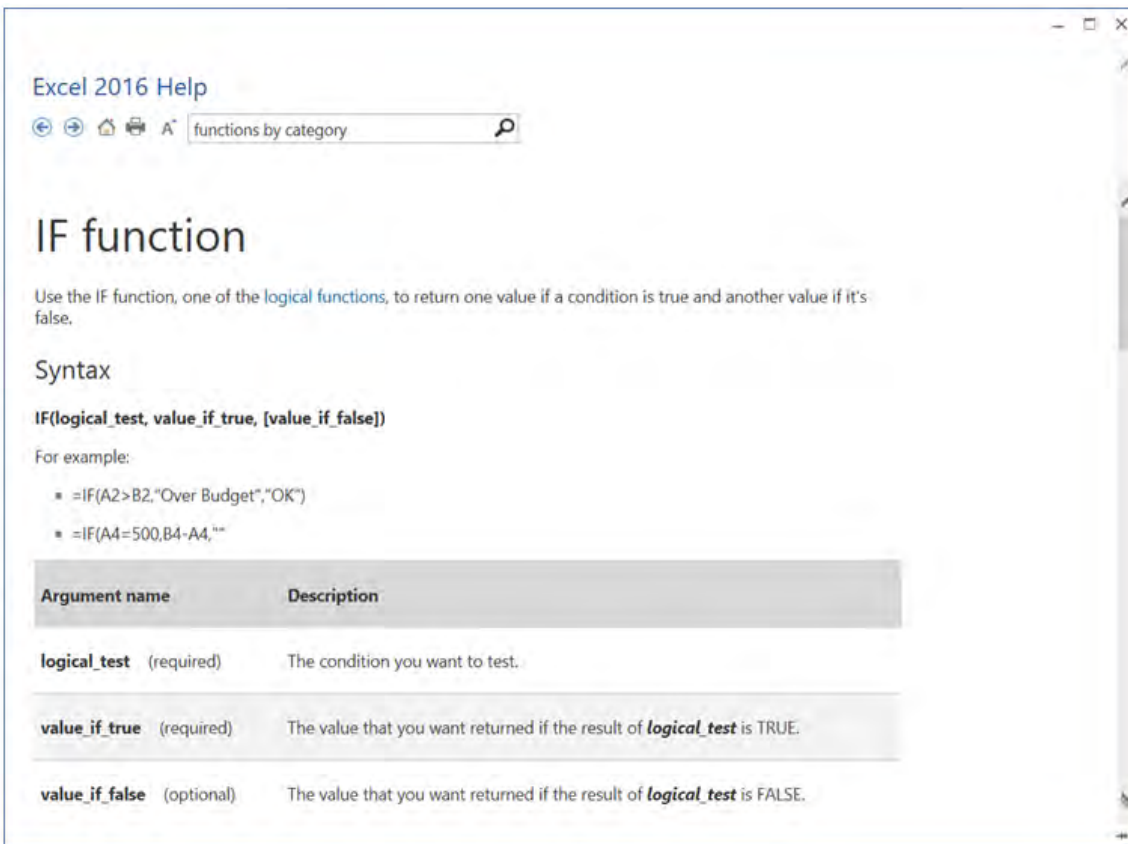 Excel 2016 Help
A functions by category
IF function
Use the IF function, one of the logical functions, to return one value if a condition is true and another value if it's
false.
Syntax
IF(logical_test, value_if_true, [value_if_false])
For example:
=IF(A2>B2,"Over Budget","OK")
=IF(A4=500,B4-A4,""
Argument name Description
logical_test (required) The condition you want to test.
value_if_true (required) The value that you want returned if the result of logical_test is TRUE.
value_if_false (optional) The value that you want returned if the result of logical_test is FALSE.